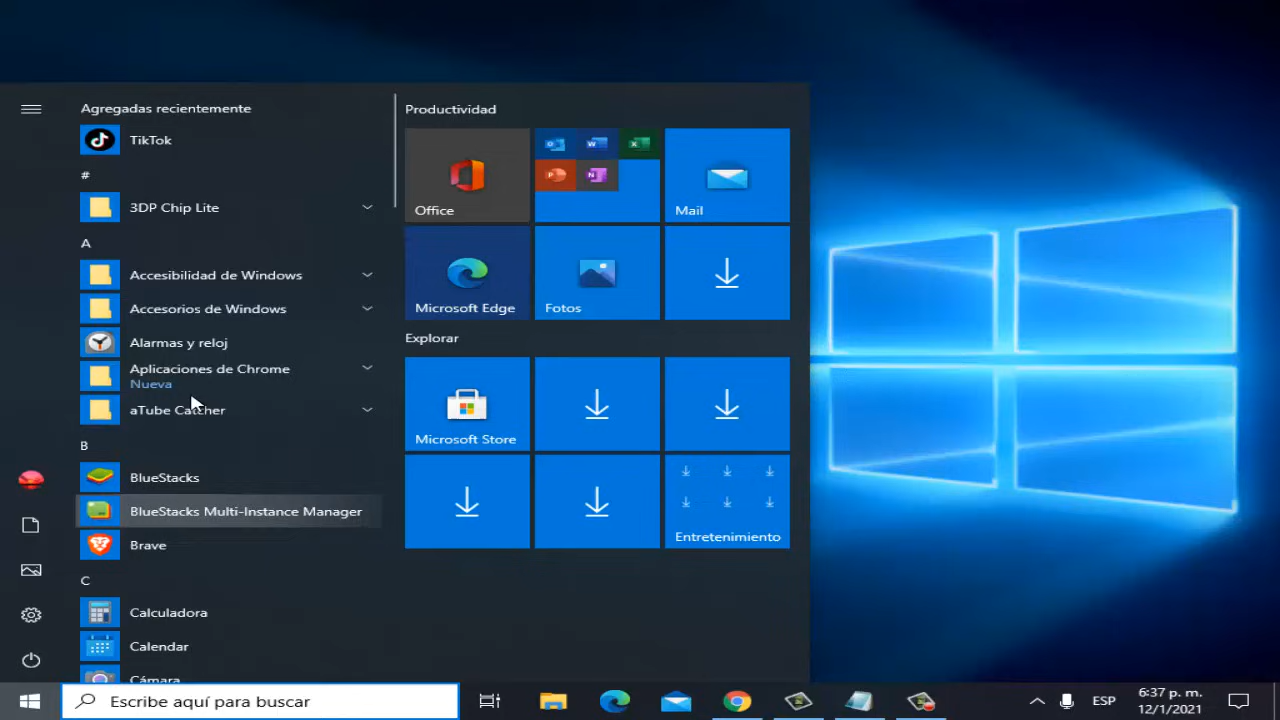 Agregadas recientemente
TikTok
#
3DP Chip Lite
A
Accesibilidad de Windows
Accesorios de Windows
Alarmas y reloj
Aplicaciones de Chrome
Nueva
aTube Catcher
B
BlueStacks
BlueStacks Multi-Instance Manager
Brave
C
Calculadora
Calendar
Cámara
Productividad
Office
Mail
Microsoft Edge
Fotos
Explorar
Microsoft Store
Entretenimiento
Escribe aquí para buscar
ESP
6:37 p. m.
12/1/2021